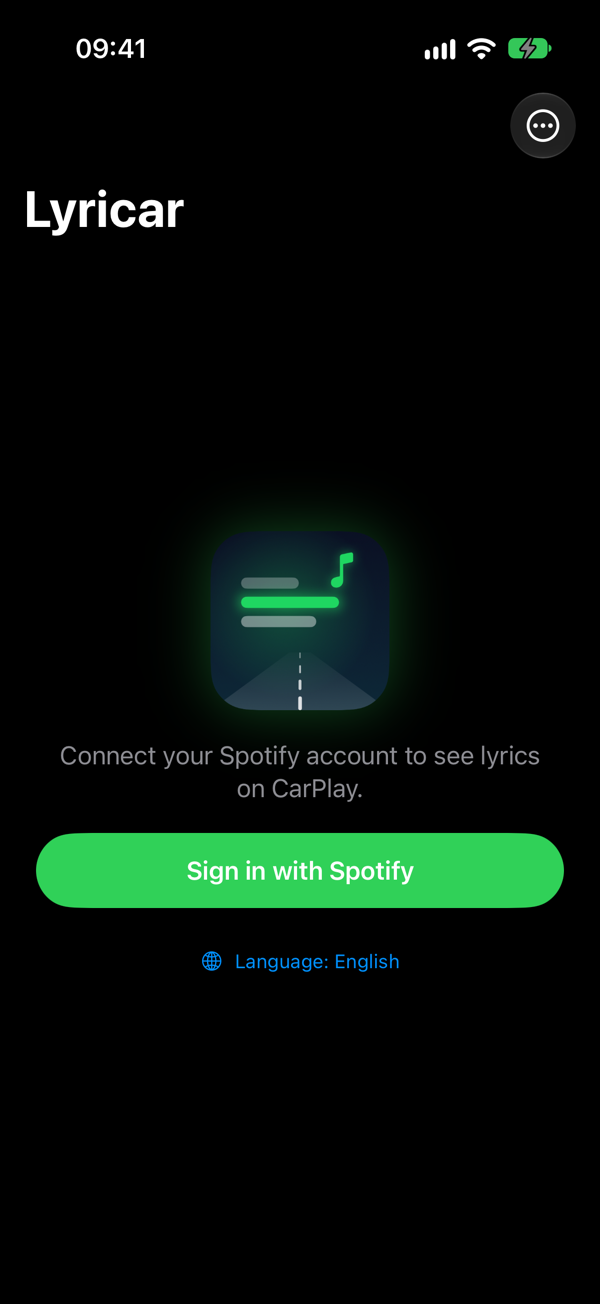 09:41
Lyricar
Connect your Spotify account to see lyrics
on CarPlay.
Sign in with Spotify
Language: English